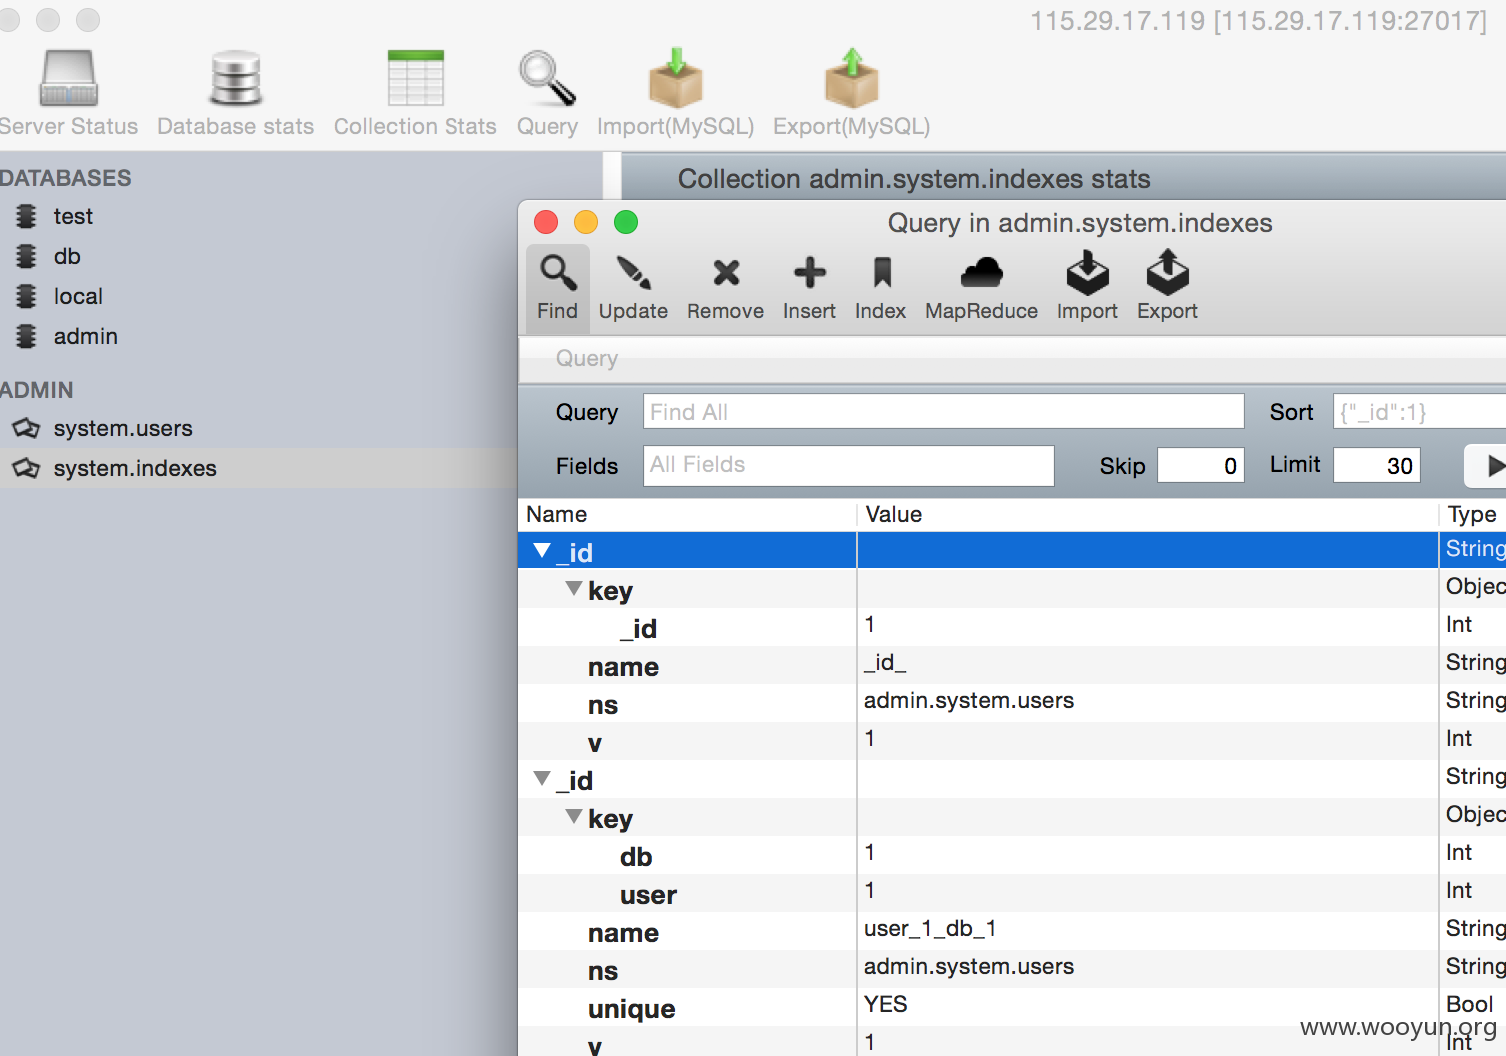 115.29.17.119 [115.29.17.119:27017]
Server Status Database stats Collection Stats Query Import(MySQL) Export(MySQL)
DATABASES
test
db
local
admin
ADMIN
system.users
system.indexes
Collection admin.system.indexes stats
Query in admin.system.indexes
Find Update Remove Insert Index MapReduce Import Export
Query
Query Find All Sort {"_id":1}
Fields All Fields Skip 0 Limit 30
Name Value Type
_id String
key Objec
_id 1 Int
name _id_ String
ns admin.system.users String
v 1 Int
_id String
key Objec
db 1 Int
user 1 Int
name user_1_db_1 String
ns admin.system.users String
unique YES Bool
v 1 Int
www.wooyun.org